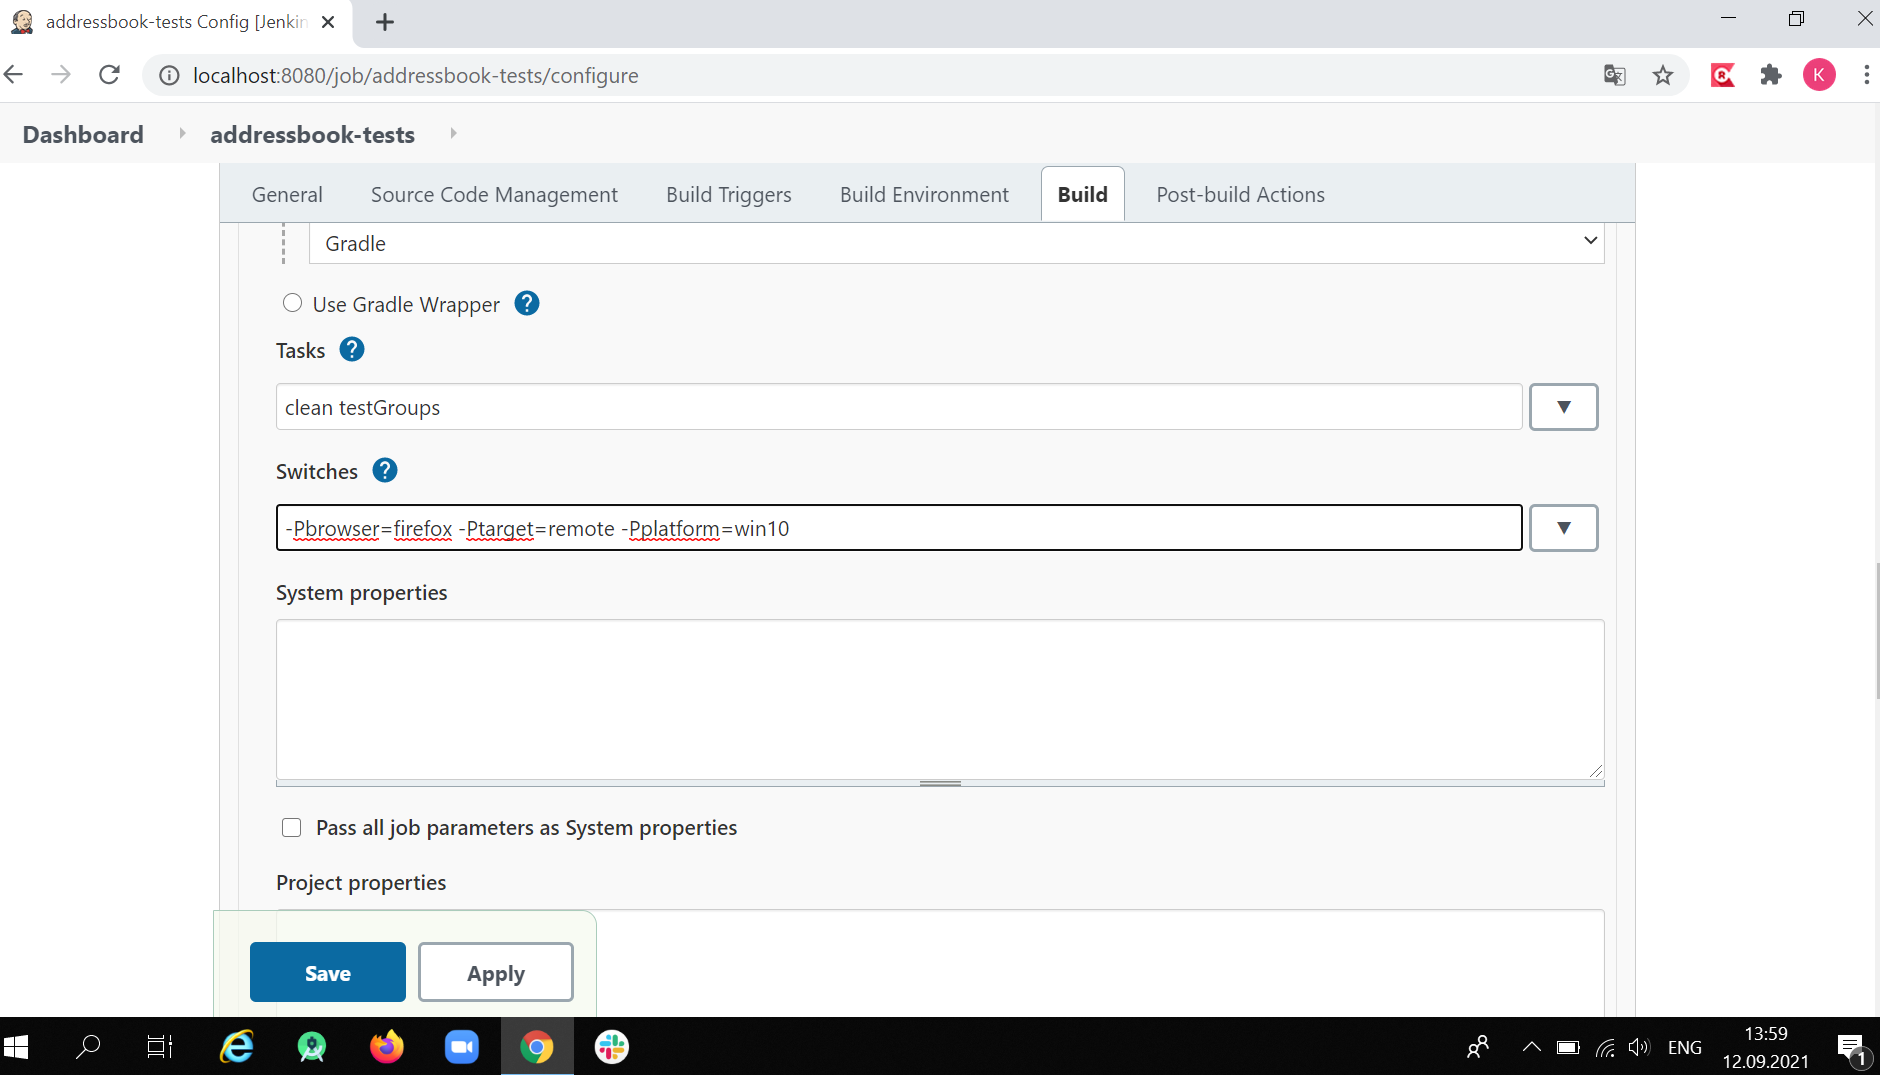 addressbook-tests Config [Jenkin
localhost:8080/job/addressbook-tests/configure
K
Dashboard
addressbook-tests
General
Source Code Management
Build Triggers
Build Environment
Build
Post-build Actions
Gradle
Use Gradle Wrapper ?
Tasks ?
clean testGroups
Switches ?
-Pbrowser=firefox -Ptarget=remote -Pplatform=win10
System properties
Pass all job parameters as System properties
Project properties
Save
Apply
ENG
13:59
12.09.2021
1